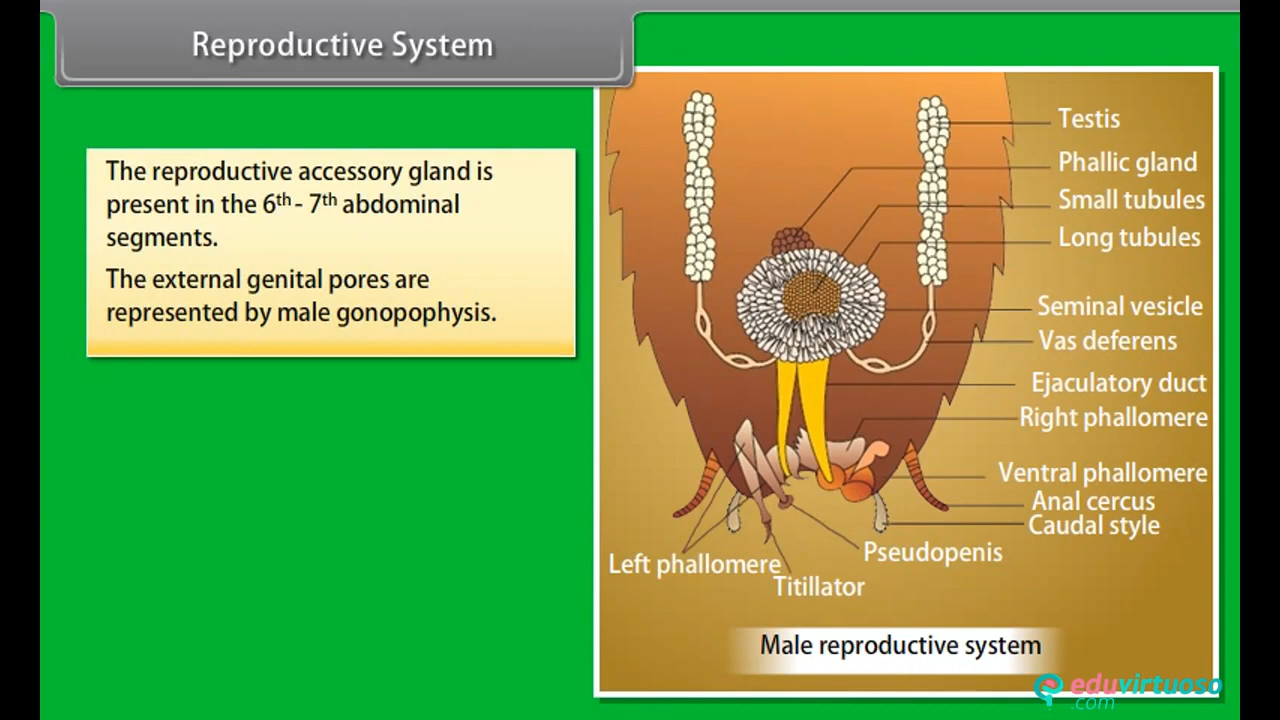 Reproductive System
The reproductive accessory gland is
present in the 6th - 7th abdominal
segments.
The external genital pores are
represented by male gonopophysis.
Testis
Phallic gland
Small tubules
Long tubules
Seminal vesicle
Vas deferens
Ejaculatory duct
Right phallomere
Ventral phallomere
Anal cercus
Caudal style
Pseudopenis
Left phallomere
Titillator
Male reproductive system
eduvirtuoso
.com